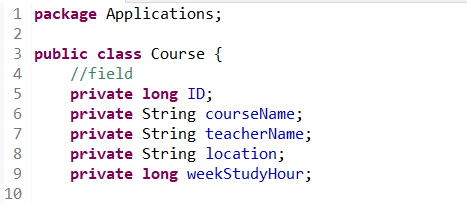 1 package Applications;
2
3 public class Course {
4     //field
5     private long ID;
6     private String courseName;
7     private String teacherName;
8     private String location;
9     private long weekStudyHour;
10